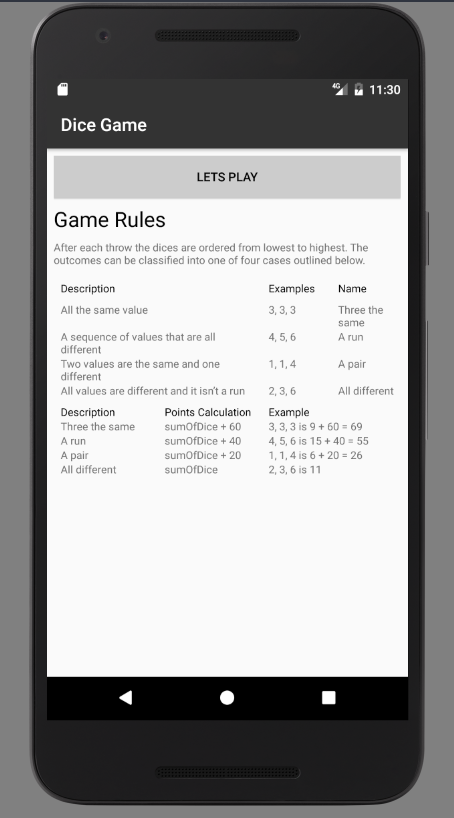 4G 11:30
Dice Game
LETS PLAY
Game Rules
After each throw the dices are ordered from lowest to highest. The
outcomes can be classified into one of four cases outlined below.
Description Examples Name
All the same value 3, 3, 3 Three the
same
A sequence of values that are all 4, 5, 6 A run
different
Two values are the same and one 1, 1, 4 A pair
different
All values are different and it isn't a run 2, 3, 6 All different
Description Points Calculation Example
Three the same sumOfDice + 60 3, 3, 3 is 9 + 60 = 69
A run sumOfDice + 40 4, 5, 6 is 15 + 40 = 55
A pair sumOfDice + 20 1, 1, 4 is 6 + 20 = 26
All different sumOfDice 2, 3, 6 is 11